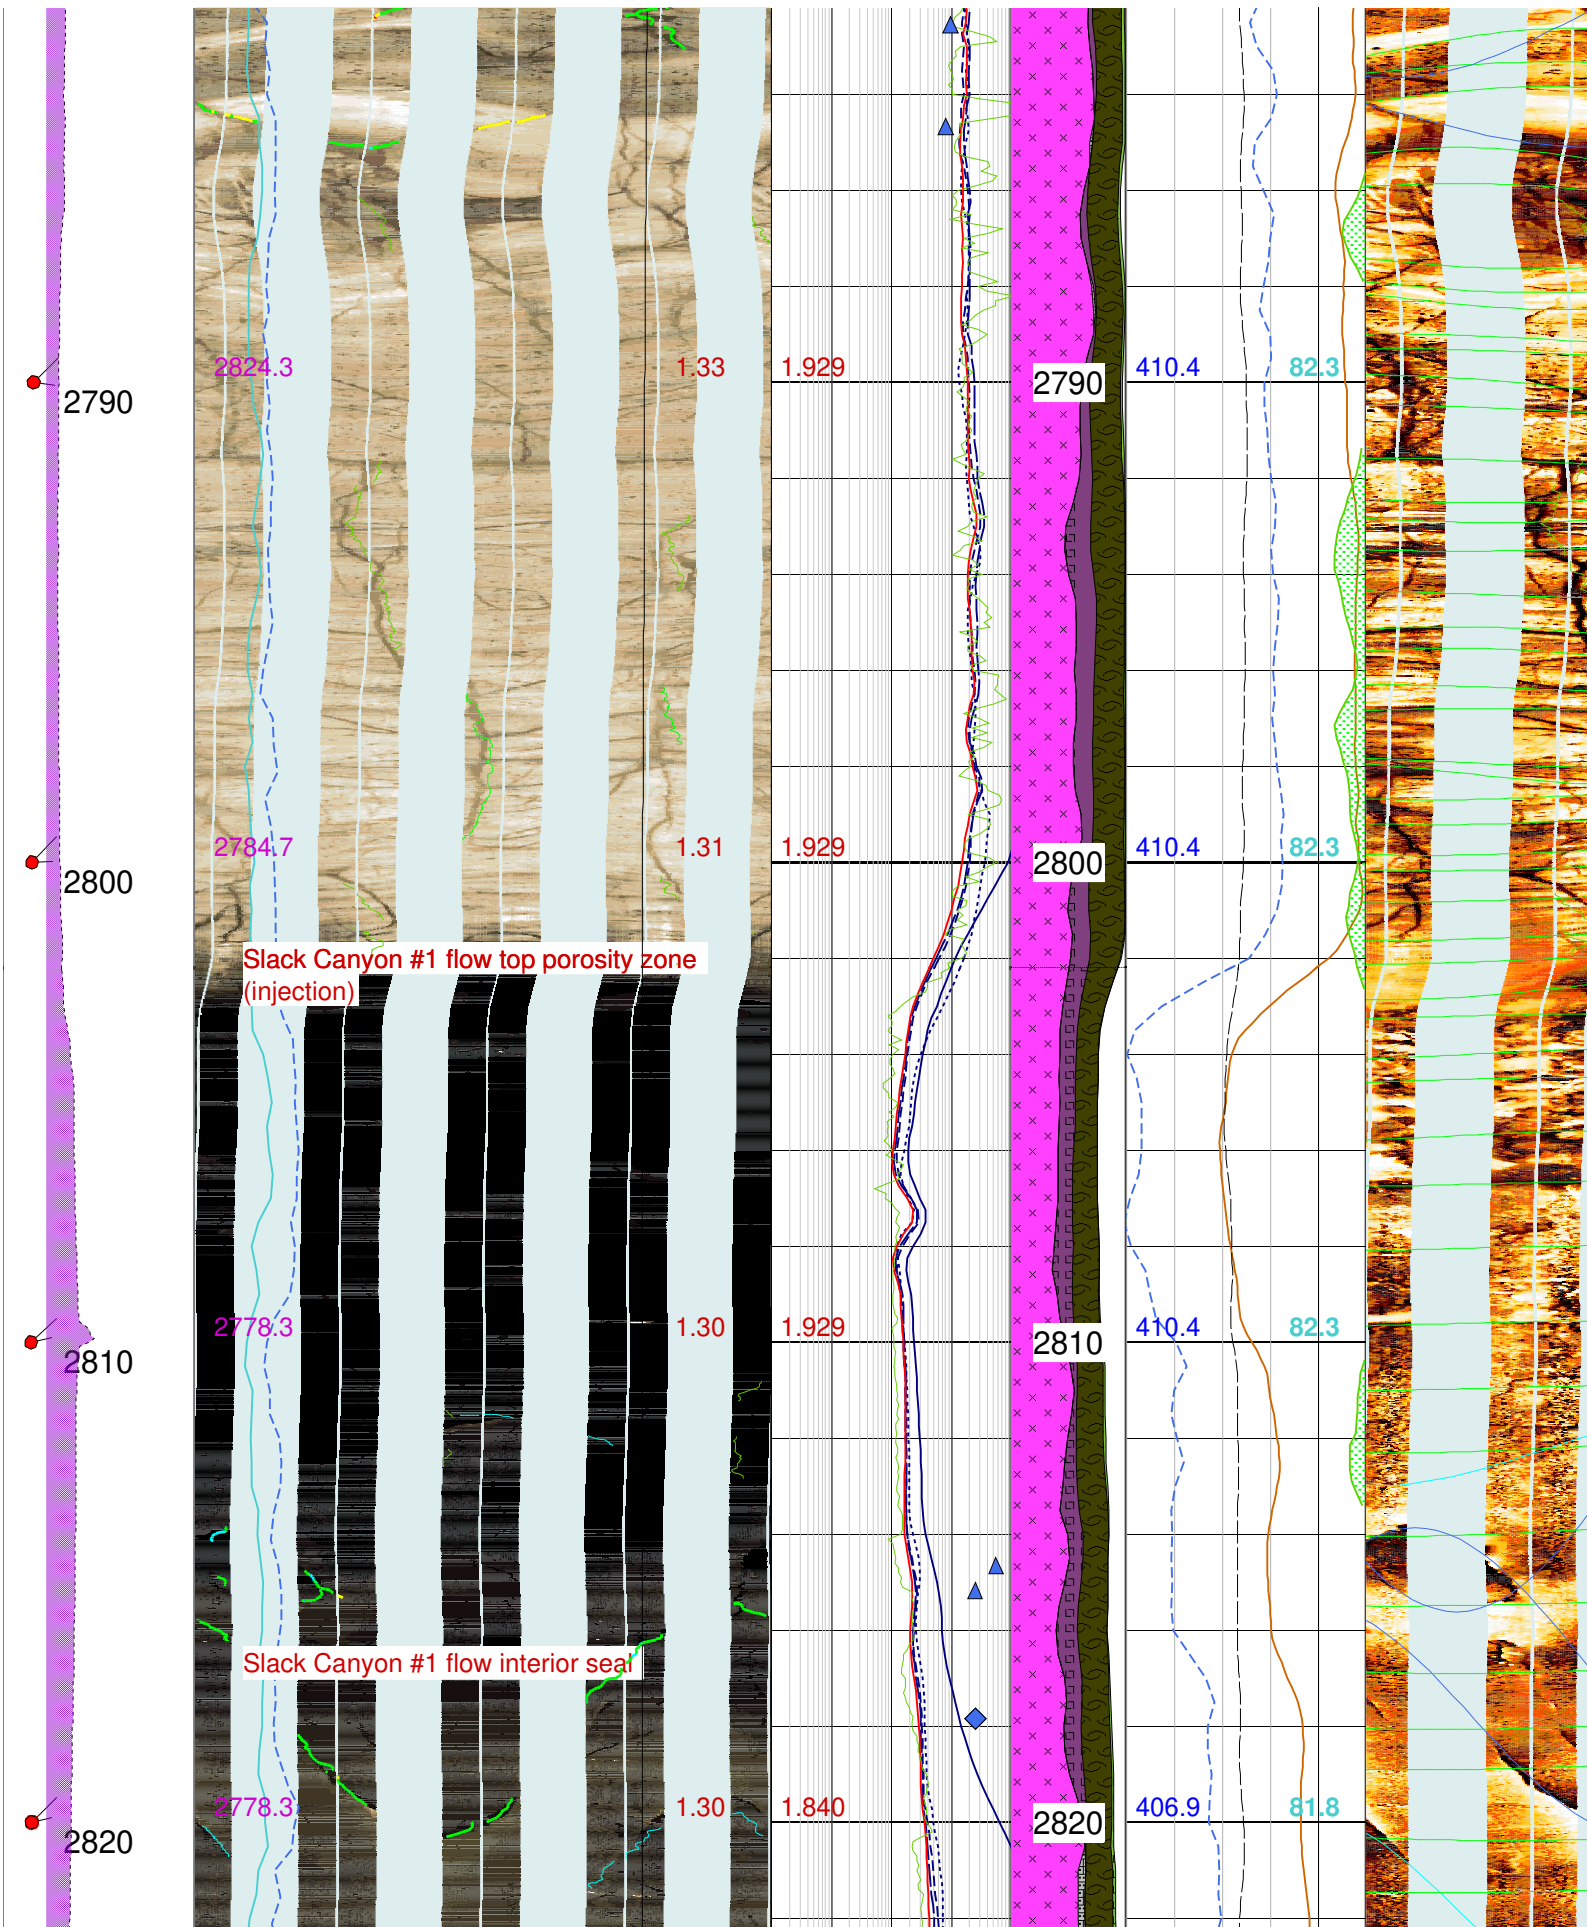 2824.3 1.33 1.929 410.4 82.3
2790 2790
2784.7 1.31 1.929 410.4 82.3
2800 2800
Slack Canyon #1 flow top porosity zone
(injection)
2778.3 1.30 1.929 410.4 82.3
2810 2810
Slack Canyon #1 flow interior seal
2778.3 1.30 1.840 406.9 81.8
2820 2820